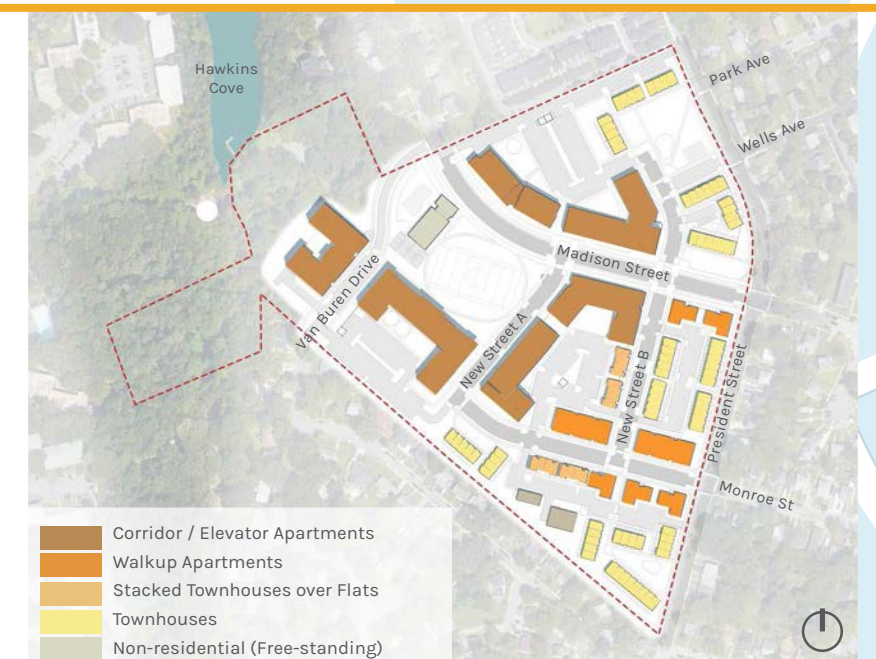 Hawkins
Cove
Park Ave
Wells Ave
Madison Street
Van Buren Drive
New Street A
New Street B
President Street
Monroe St
Corridor / Elevator Apartments
Walkup Apartments
Stacked Townhouses over Flats
Townhouses
Non-residential (Free-standing)